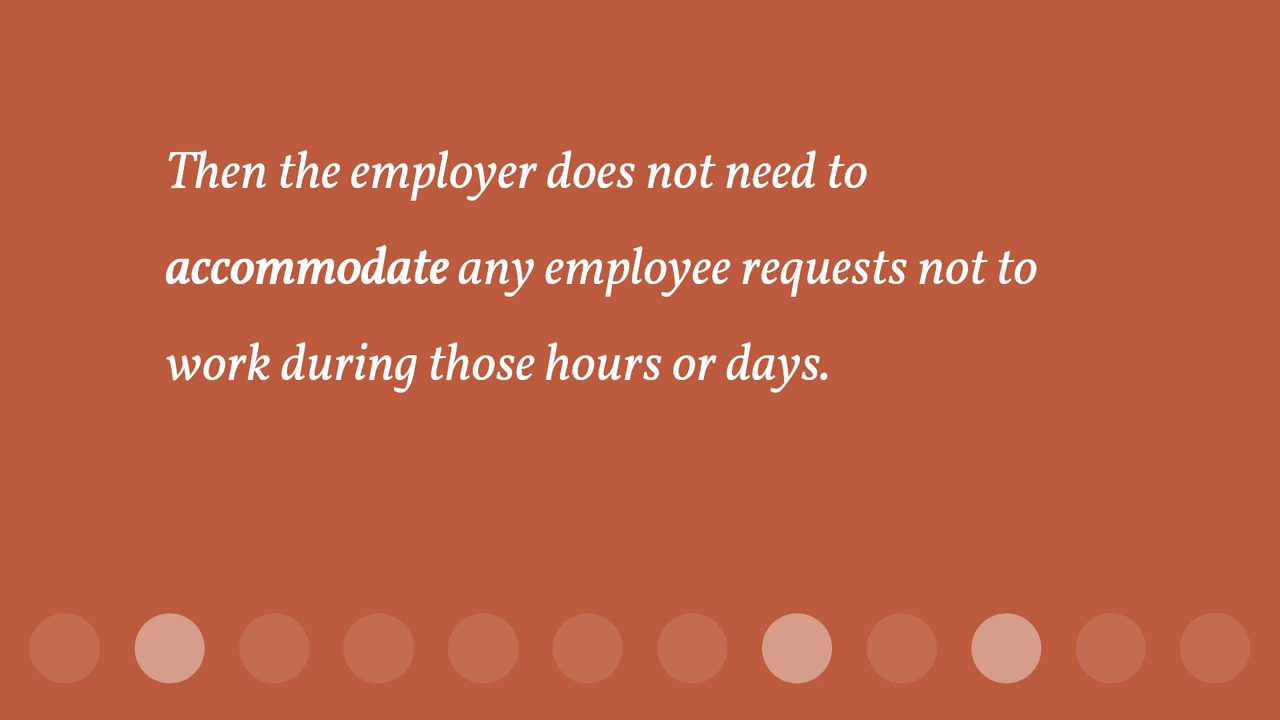 Then the employer does not need to
accommodate any employee requests not to
work during those hours or days.